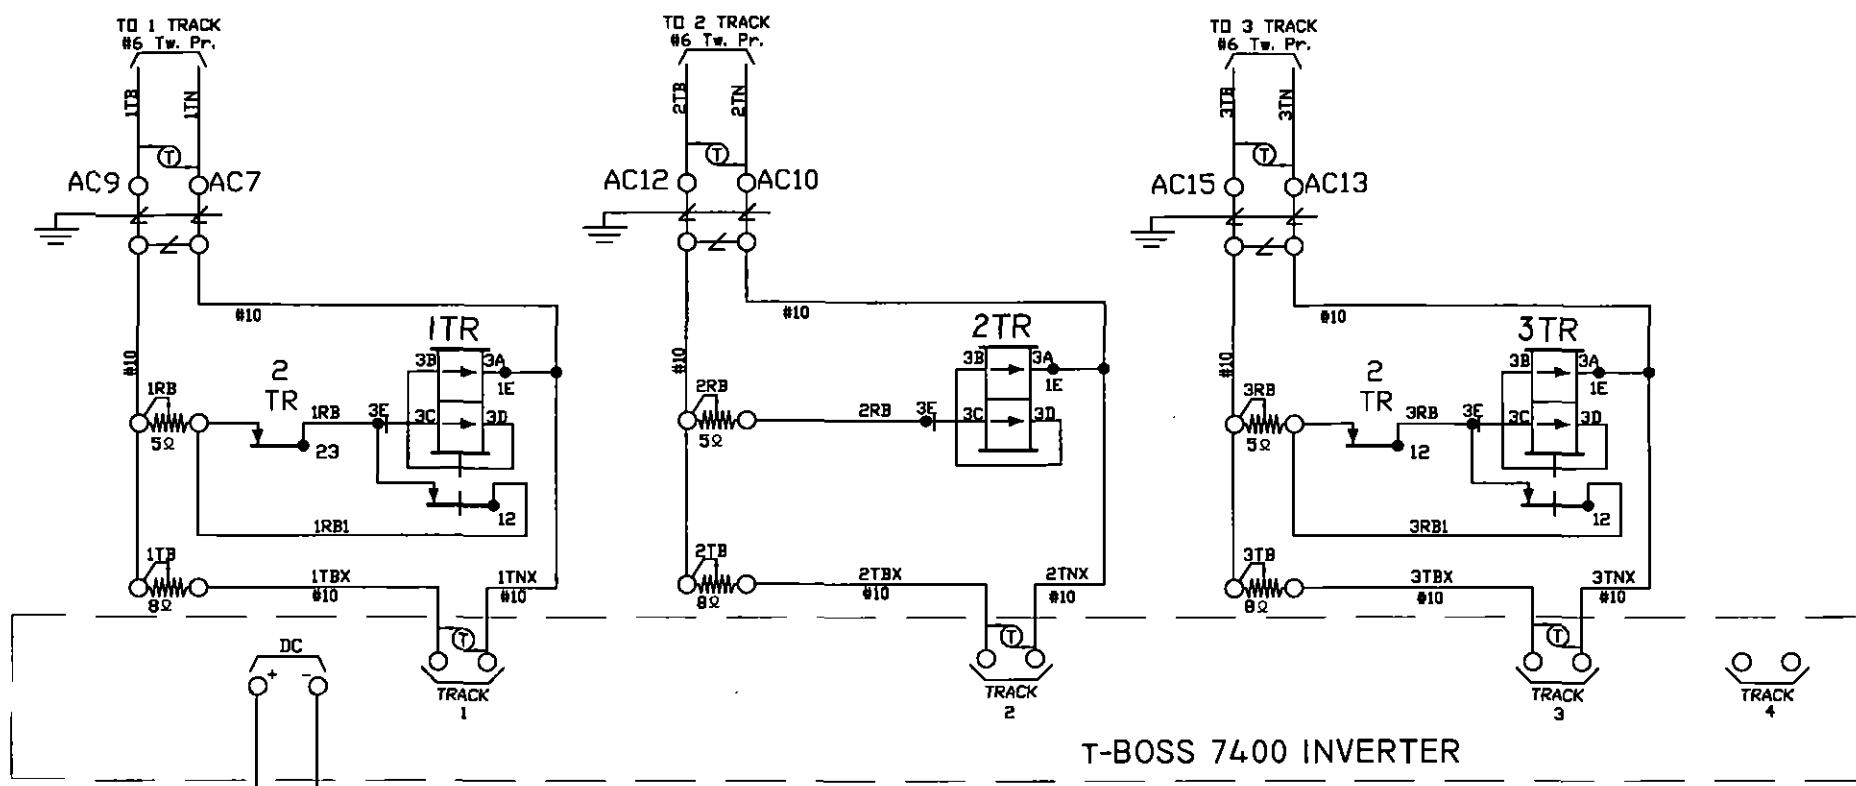 TO 1 TRACK
#6 Tw. Pr.
TO 2 TRACK
#6 Tw. Pr.
TO 3 TRACK
#6 Tw. Pr.
1TB
1TN
2TB
2TN
3TB
3TN
T
T
T
AC9
AC7
AC12
AC10
AC15
AC13
#10
#10
#10
1TR
2TR
3TR
#10
#10
#10
3B
3A
1E
3B
3A
1E
3B
3A
1E
2
TR
2
TR
1RB
1RB
3E
3C
3D
5Ω
23
2RB
2RB
3E
3C
3D
5Ω
3RB
3RB
3E
3C
3D
5Ω
12
12
12
1RB1
3RB1
1TB
1TBX
1TNX
8Ω
#10
#10
2TB
2TBX
2TNX
8Ω
#10
#10
3TB
3TBX
3TNX
8Ω
#10
#10
DC
+
-
T
T
T
TRACK
1
TRACK
2
TRACK
3
TRACK
4
T-BOSS 7400 INVERTER